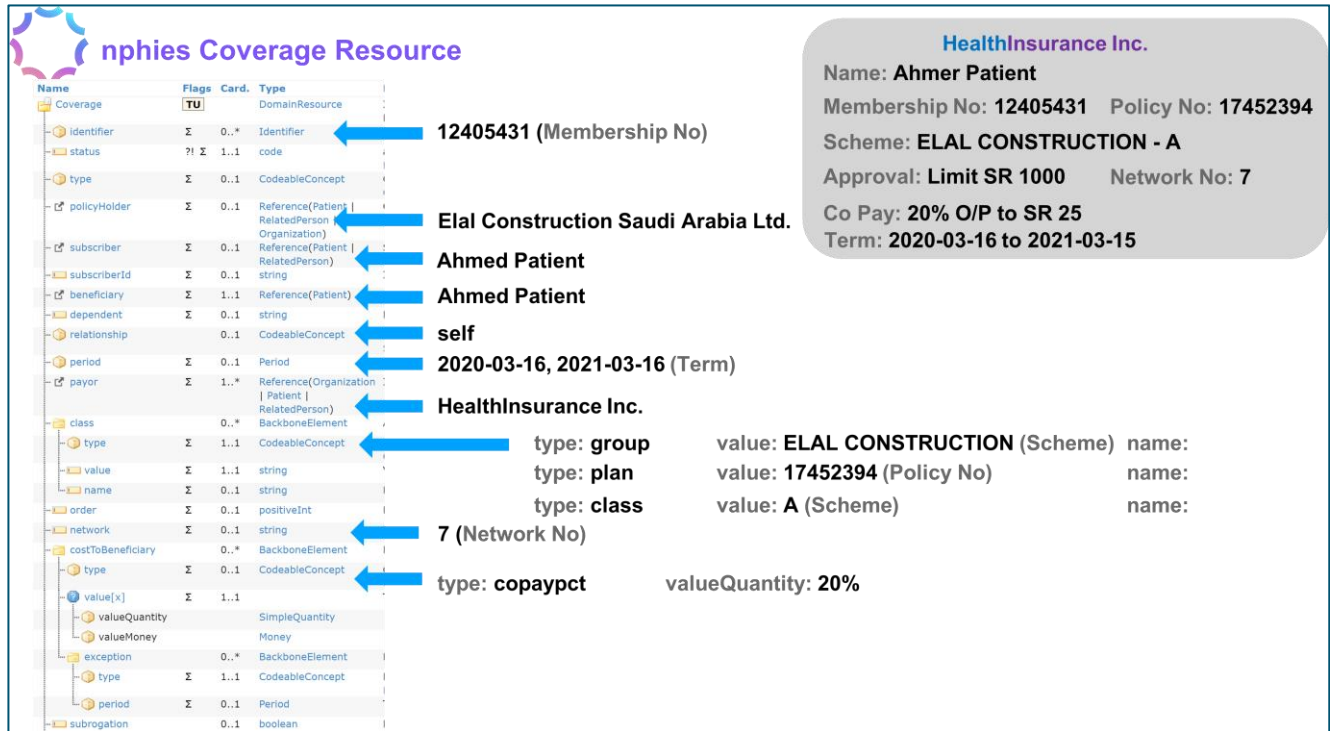 nphies Coverage Resource
HealthInsurance Inc.
Name: Ahmer Patient
Membership No: 12405431 Policy No: 17452394
Scheme: ELAL CONSTRUCTION - A
Approval: Limit SR 1000 Network No: 7
Co Pay: 20% O/P to SR 25
Term: 2020-03-16 to 2021-03-15
Name Flags Card. Type
Coverage TU DomainResource
identifier Σ 0..* Identifier
12405431 (Membership No)
status ?! Σ 1..1 code
type Σ 0..1 CodeableConcept
policyHolder Σ 0..1 Reference(Patient |
RelatedPerson
Organization)
Elal Construction Saudi Arabia Ltd.
subscriber Σ 0..1 Reference(Patient |
RelatedPerson)
Ahmed Patient
subscriberId Σ 0..1 string
beneficiary Σ 1..1 Reference(Patient)
Ahmed Patient
dependent Σ 0..1 string
relationship 0..1 CodeableConcept
self
period Σ 0..1 Period
2020-03-16, 2021-03-16 (Term)
payor Σ 1..* Reference(Organization
| Patient |
RelatedPerson)
HealthInsurance Inc.
class 0..* BackboneElement
type Σ 1..1 CodeableConcept
type: group value: ELAL CONSTRUCTION (Scheme) name:
value Σ 1..1 string
type: plan value: 17452394 (Policy No) name:
name Σ 0..1 string
type: class value: A (Scheme) name:
order Σ 0..1 positiveInt
network Σ 0..1 string
7 (Network No)
costToBeneficiary 0..* BackboneElement
type Σ 0..1 CodeableConcept
type: copaypct valueQuantity: 20%
value[x] Σ 1..1
valueQuantity SimpleQuantity
valueMoney Money
exception 0..* BackboneElement
type Σ 1..1 CodeableConcept
period Σ 0..1 Period
subrogation 0..1 boolean